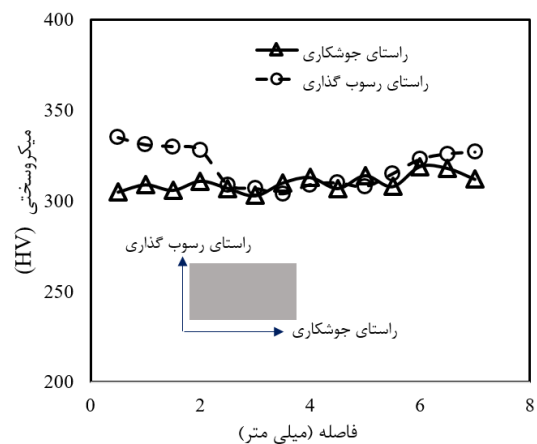 400
350
300
250
200
میکروسختی (HV)
راستای جوشکاری
راستای رسوب گذاری
راستای رسوب گذاری
راستای جوشکاری
0 2 4 6 8
فاصله (میلی متر)